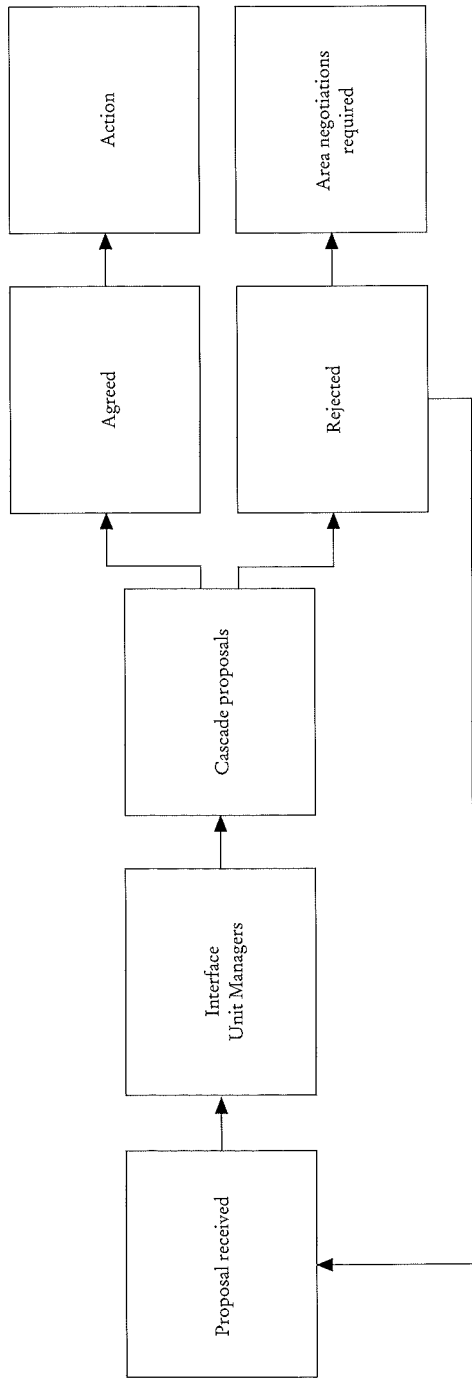 Proposal received
Interface
Unit Managers
Cascade proposals
Agreed
Action
Rejected
Area negotiations
required